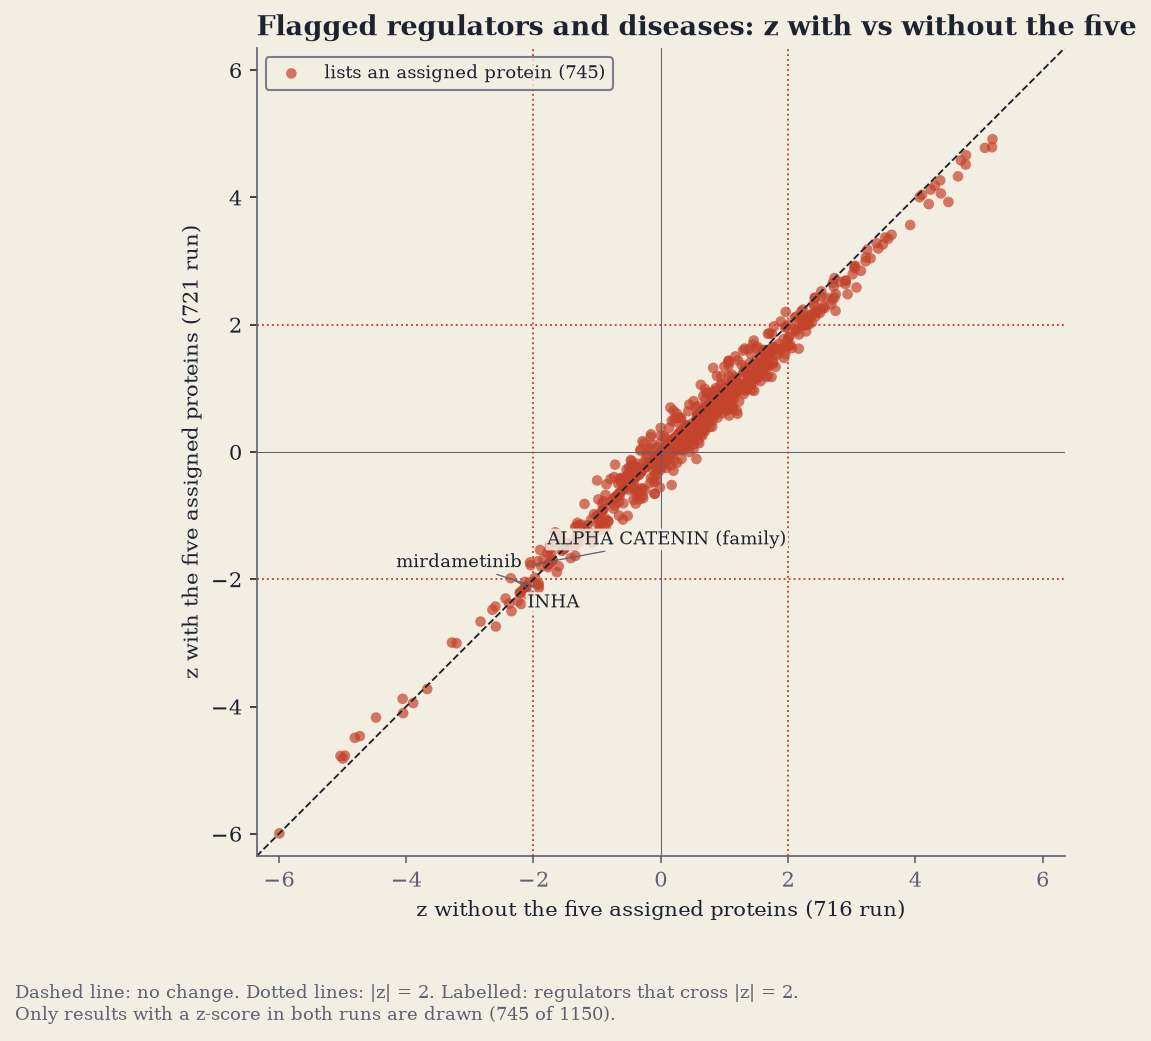 Flagged regulators and diseases: z with vs without the five
lists an assigned protein (745)
6
4
2
0
−2
−4
−6
z with the five assigned proteins (721 run)
ALPHA CATENIN (family)
mirdametinib
INHA
−6
−4
−2
0
2
4
6
z without the five assigned proteins (716 run)
Dashed line: no change. Dotted lines: |z| = 2. Labelled: regulators that cross |z| = 2.
Only results with a z-score in both runs are drawn (745 of 1150).